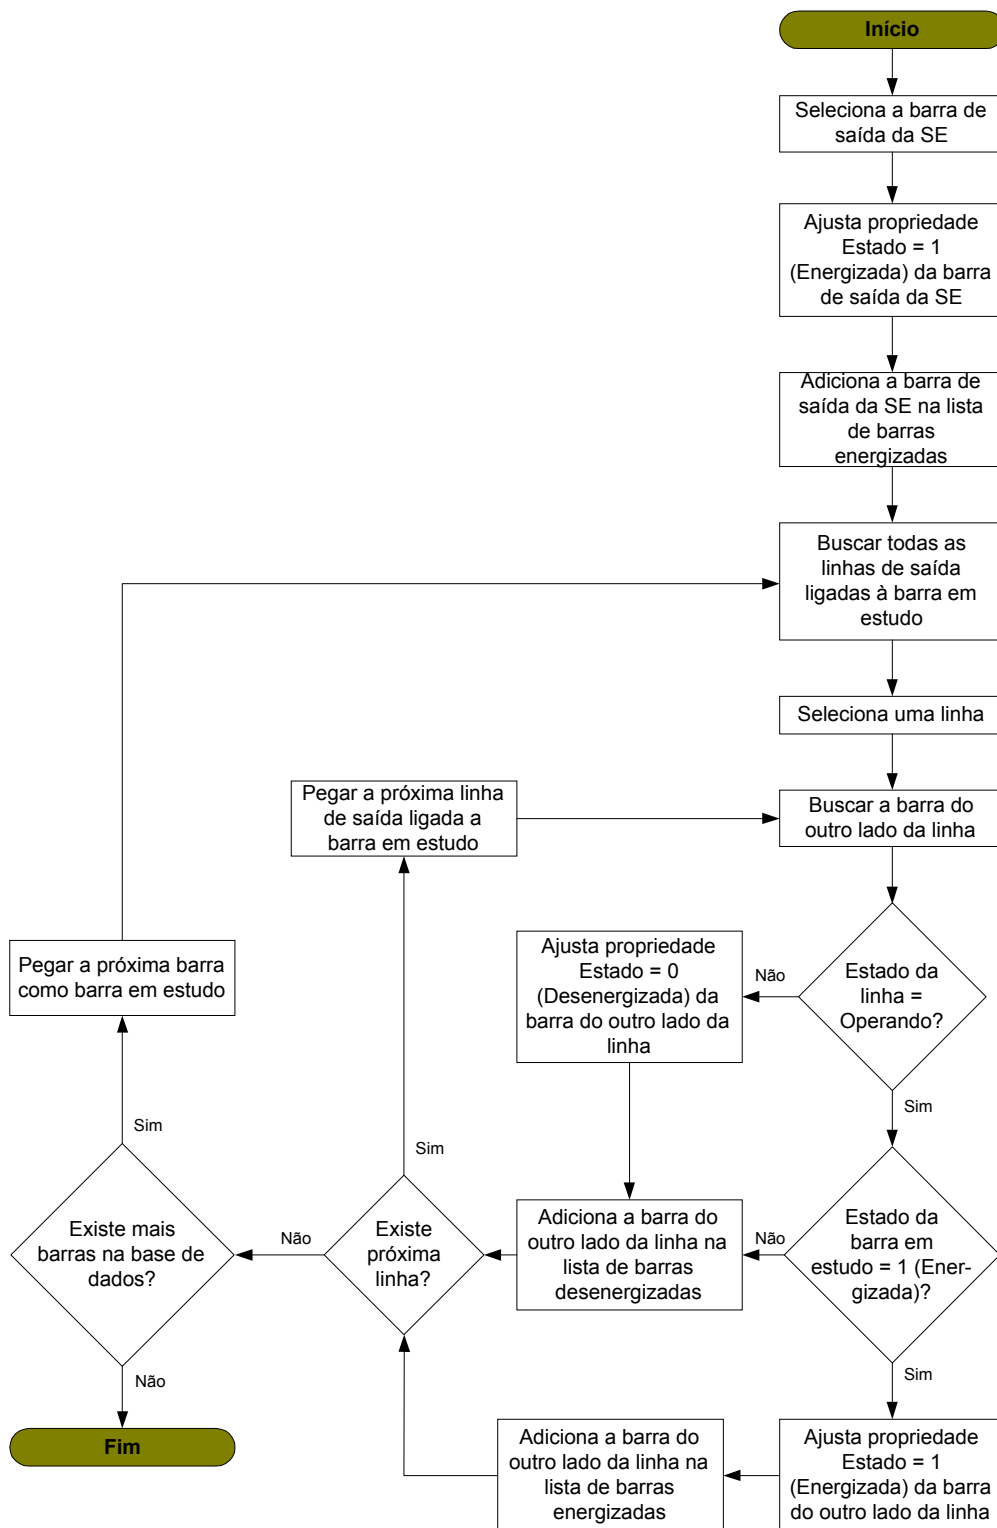 Início
Seleciona a barra de
saída da SE
Ajusta propriedade
Estado = 1
(Energizada) da barra
de saída da SE
Adiciona a barra de
saída da SE na lista
de barras
energizadas
Buscar todas as
linhas de saída
ligadas à barra em
estudo
Seleciona uma linha
Pegar a próxima linha
de saída ligada a
barra em estudo
Buscar a barra do
outro lado da linha
Pegar a próxima barra
como barra em estudo
Ajusta propriedade
Estado = 0
(Desenergizada) da
barra do outro lado da
linha
Não
Estado da
linha =
Operando?
Sim
Sim
Sim
Existe mais
barras na base de
dados?
Não
Existe
próxima
linha?
Adiciona a barra do
outro lado da linha na
lista de barras
desenergizadas
Não
Estado da
barra em
estudo = 1 (Ener-
gizada)?
Não
Sim
Fim
Adiciona a barra do
outro lado da linha na
lista de barras
energizadas
Ajusta propriedade
Estado = 1
(Energizada) da barra
do outro lado da linha